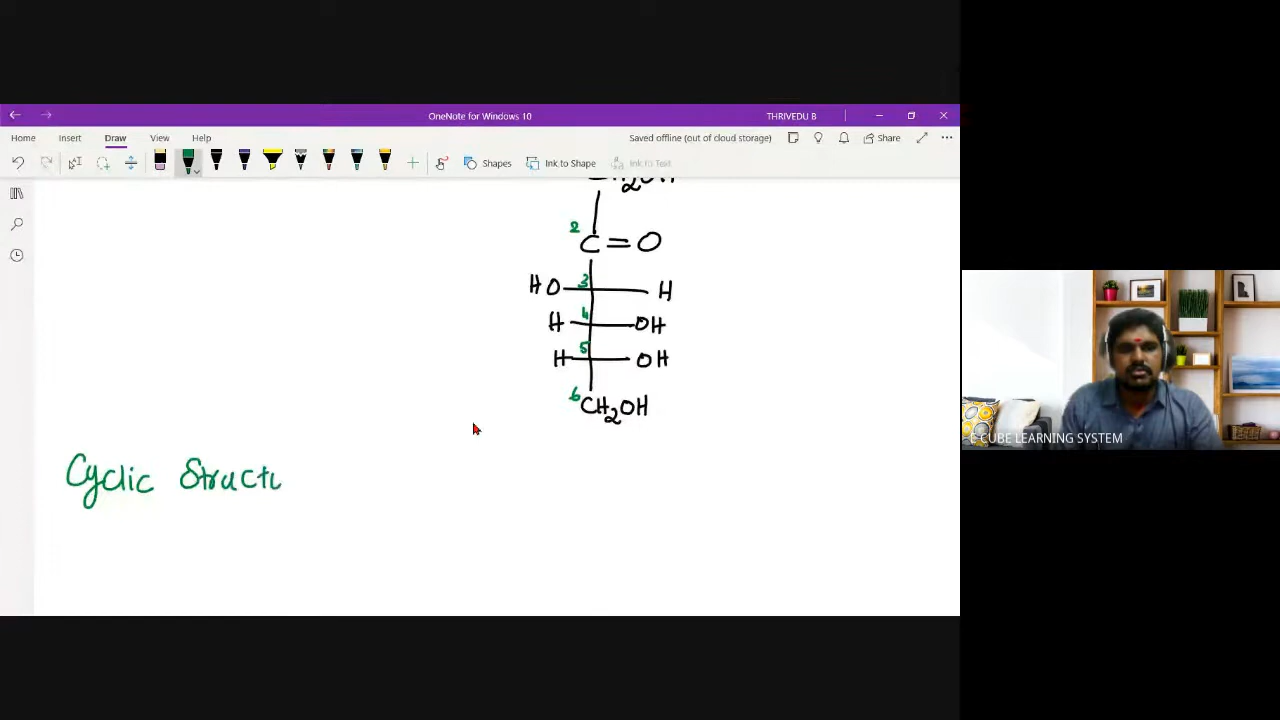 OneNote for Windows 10
THRIVEDU B
Home Insert Draw View Help
Saved offline (out of cloud storage)
Share
Shapes
Ink to Shape
Ink to Text
CH2OH
2
C=O
HO 3 H
H 4 OH
H 5 OH
6
CH2OH
Cyclic Structu
E CUBE LEARNING SYSTEM